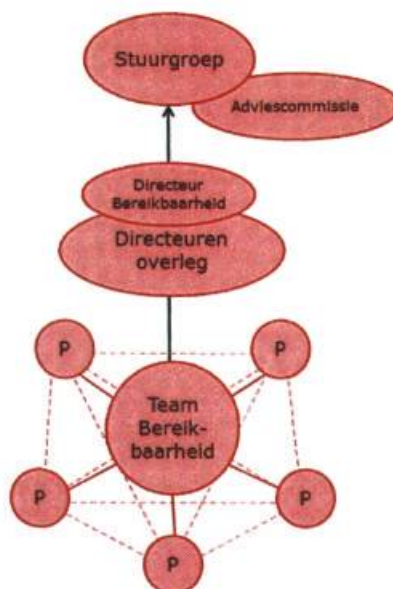 Stuurgroep
Adviescommissie
Directeur
Bereikbaarheid
Directeuren
overleg
P
P
Team
Bereik-
baarheid
P
P
P